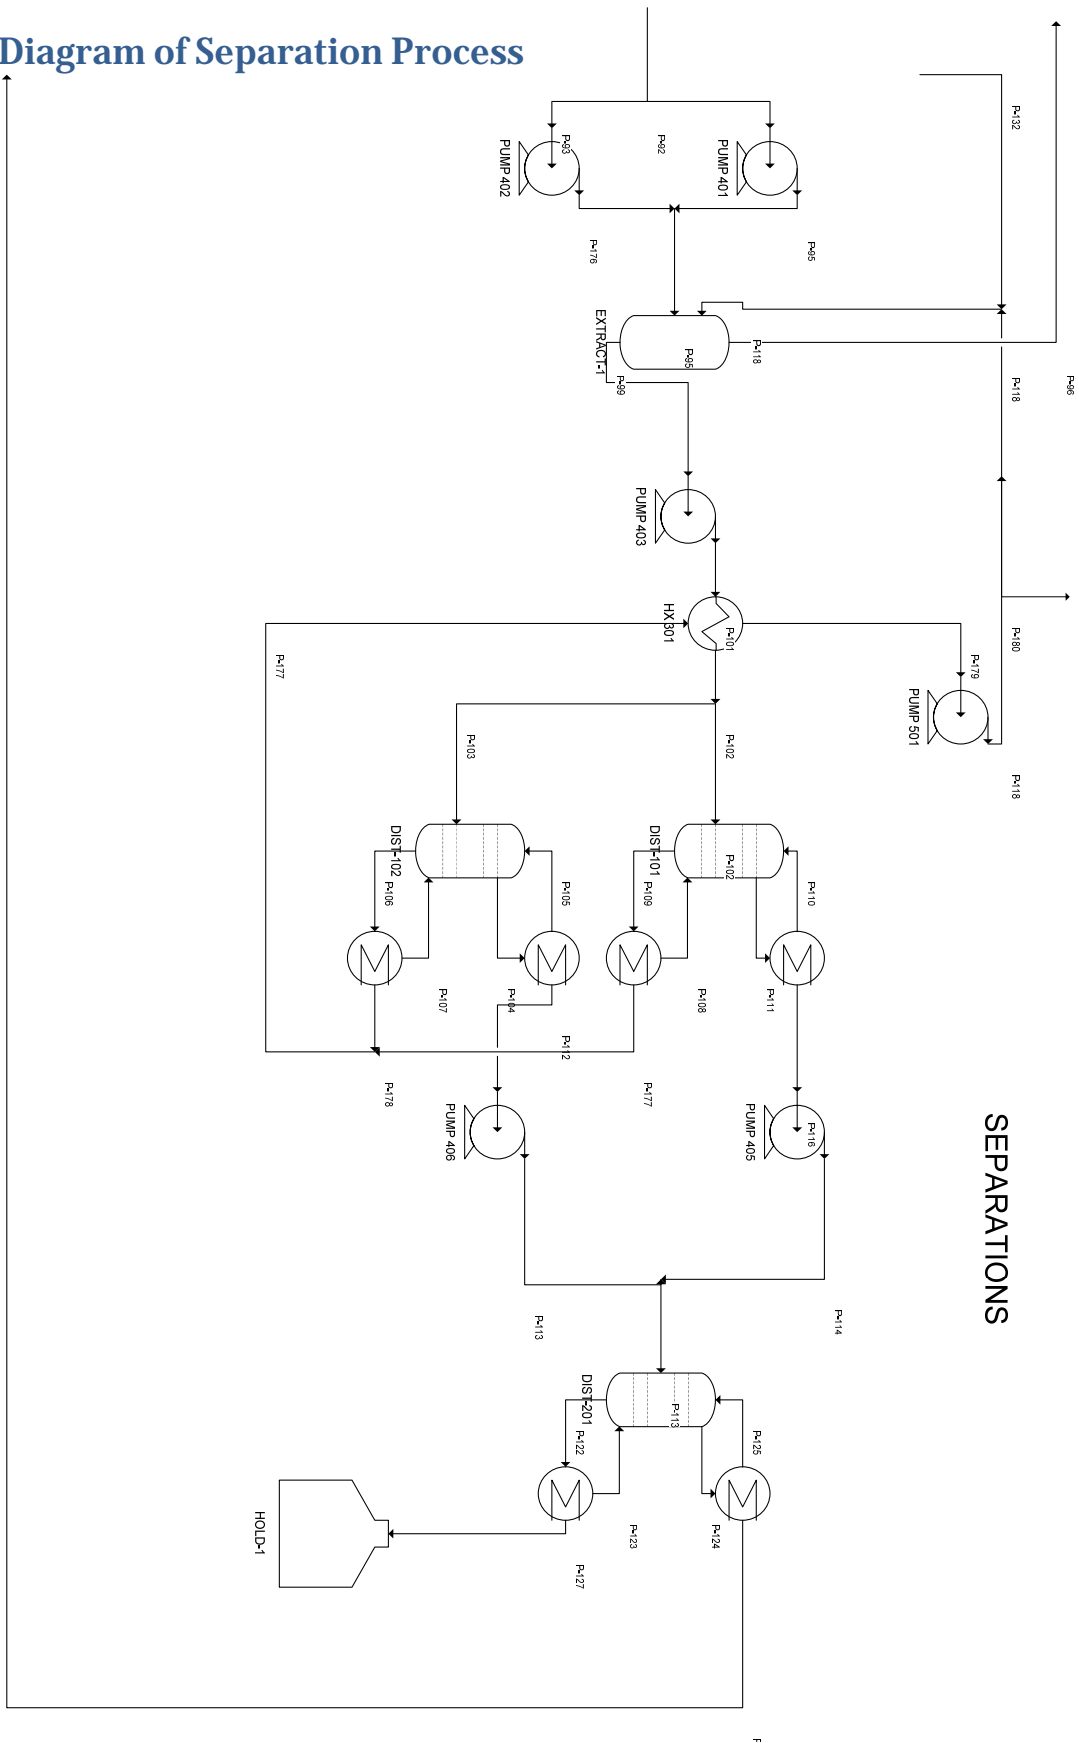 Diagram of Separation Process
P-132
P-93
P-92
PUMP 402
PUMP 401
P-176
P-95
EXTRACT-1
P-95
P-118
P-99
P-118
P-96
PUMP 403
HX 301
P-101
P-180
P-177
P-179
PUMP 501
P-103
P-102
P-118
DIST-102
DIST-101
P-102
P-106
P-105
P-109
P-110
P-107
P-104
P-108
P-111
P-112
P-178
P-177
PUMP 406
PUMP 405
P-116
SEPARATIONS
P-113
P-114
DIST-201
P-113
P-122
P-125
HOLD-1
P-123
P-124
P-127